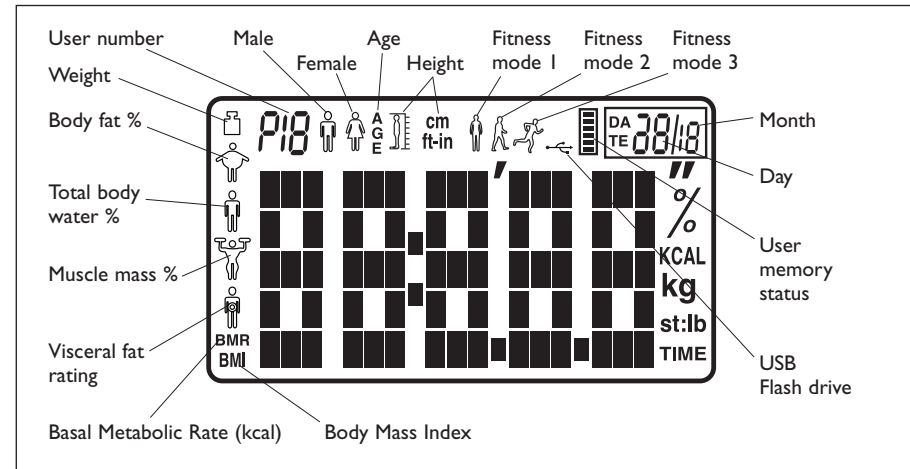 User number
Male
Age
Fitness
mode 1
Fitness
mode 2
Fitness
mode 3
Female
Height
Weight
Body fat %
Total body
water %
Muscle mass %
Visceral fat
rating
Basal Metabolic Rate (kcal)
Body Mass Index
Month
Day
User
memory
status
USB
Flash drive
P18
A
G
E
cm
ft-in
DA
TE
38/18
'
"
%
KCAL
kg
st:lb
TIME
BMR
BMI